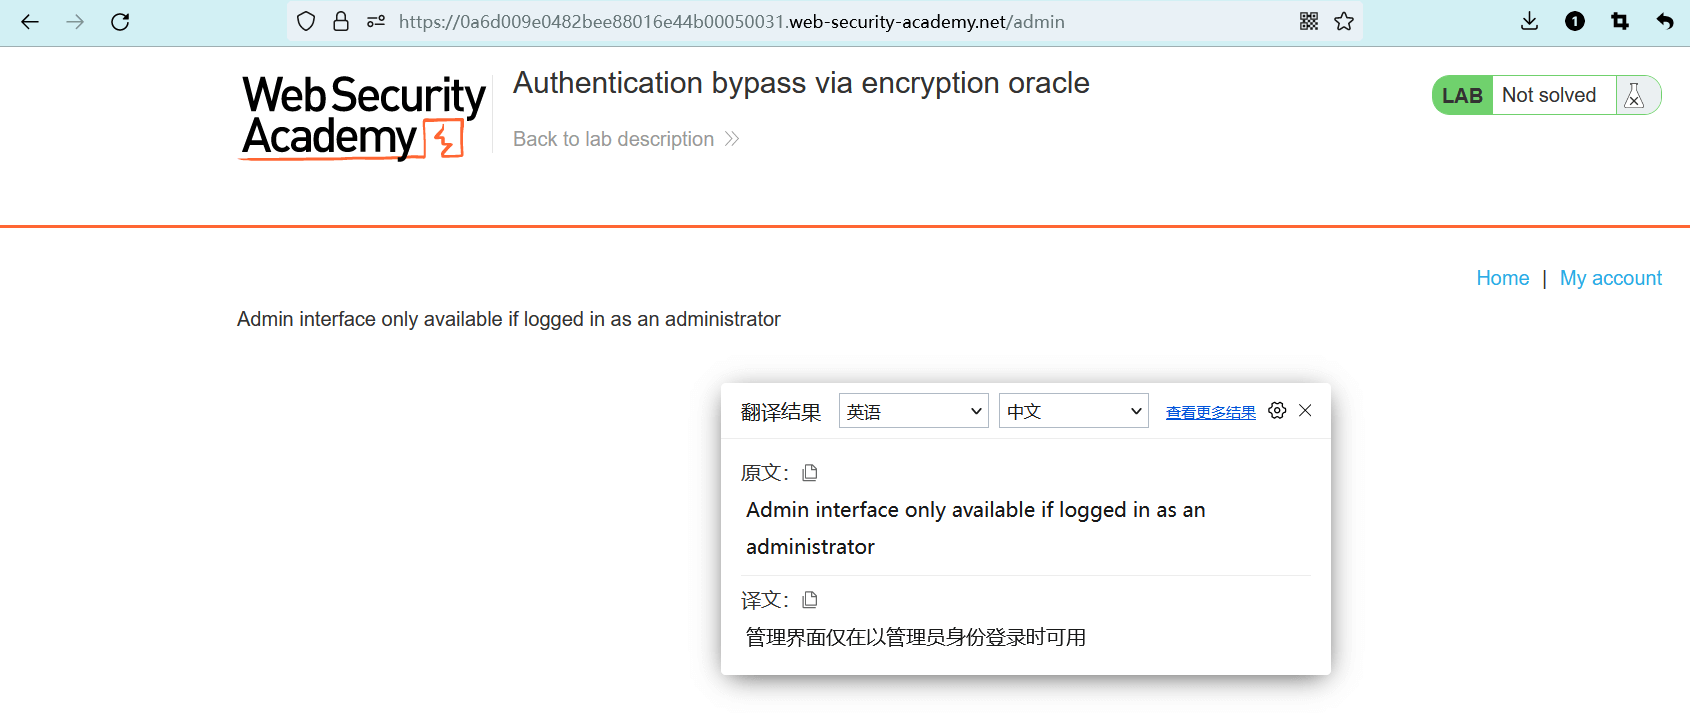 https://0a6d009e0482bee88016e44b00050031.web-security-academy.net/admin
1
Web Security
Academy
Authentication bypass via encryption oracle
Back to lab description
LAB Not solved
Home | My account
Admin interface only available if logged in as an administrator
翻译结果 英语 中文 查看更多结果
原文：
Admin interface only available if logged in as an
administrator
译文：
管理界面仅在以管理员身份登录时可用